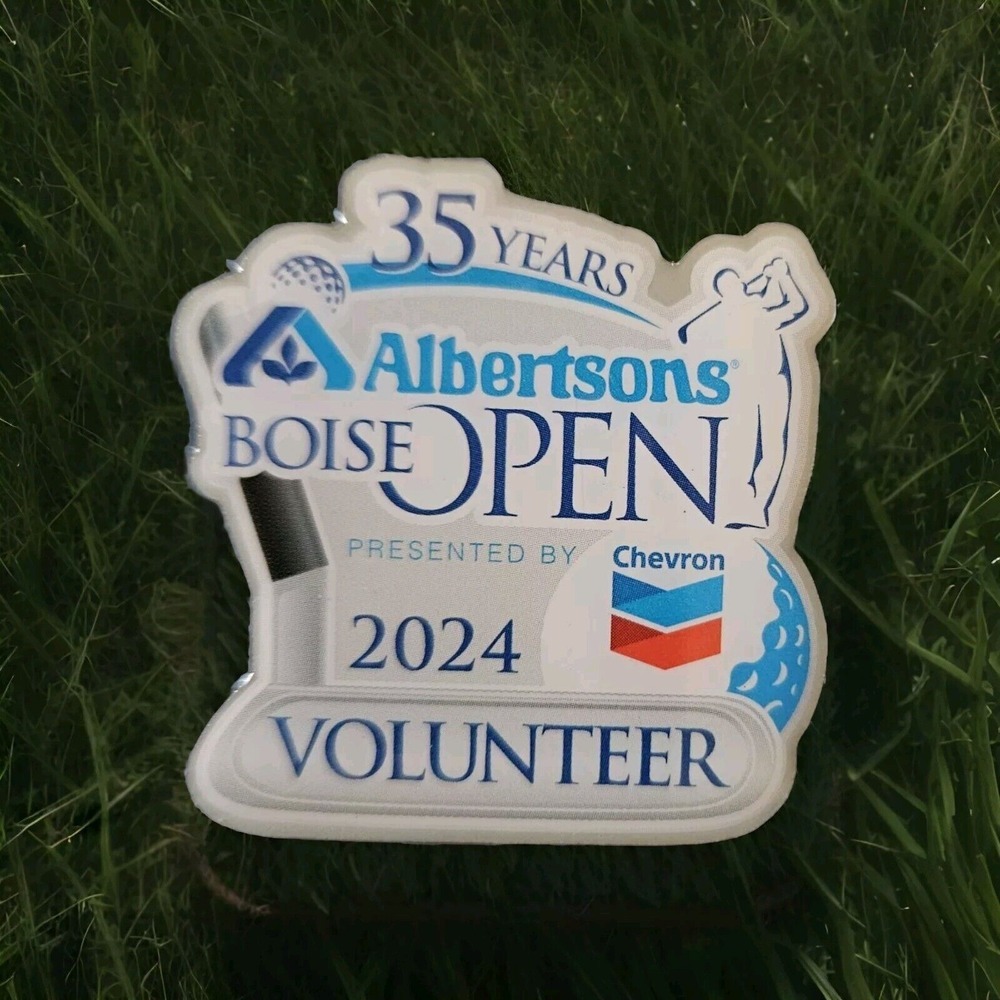 35 YEARS
Albertsons®
BOISE OPEN
PRESENTED BY
Chevron
2024
VOLUNTEER